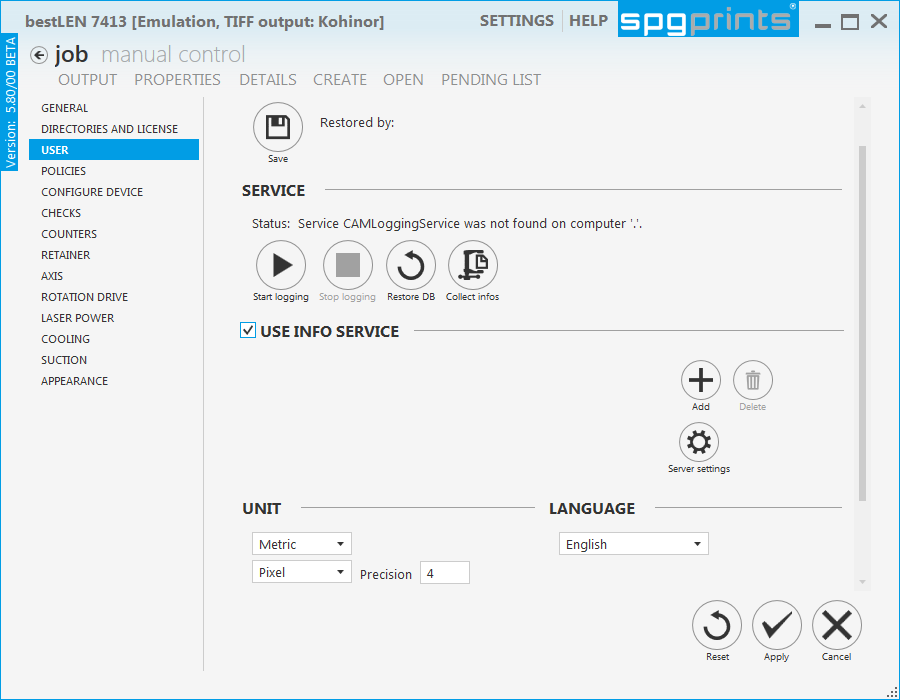 bestLEN 7413 [Emulation, TIFF output: Kohinor]
SETTINGS HELP
spgprints®
Version: 5.80/00 BETA
job manual control
OUTPUT PROPERTIES DETAILS CREATE OPEN PENDING LIST
GENERAL
DIRECTORIES AND LICENSE
USER
POLICIES
CONFIGURE DEVICE
CHECKS
COUNTERS
RETAINER
AXIS
ROTATION DRIVE
LASER POWER
COOLING
SUCTION
APPEARANCE
Save
Restored by:
SERVICE
Status: Service CAMLoggingService was not found on computer '.'.
Start logging Stop logging Restore DB Collect infos
USE INFO SERVICE
Add Delete
Server settings
UNIT
Metric
Pixel
Precision 4
LANGUAGE
English
Reset Apply Cancel